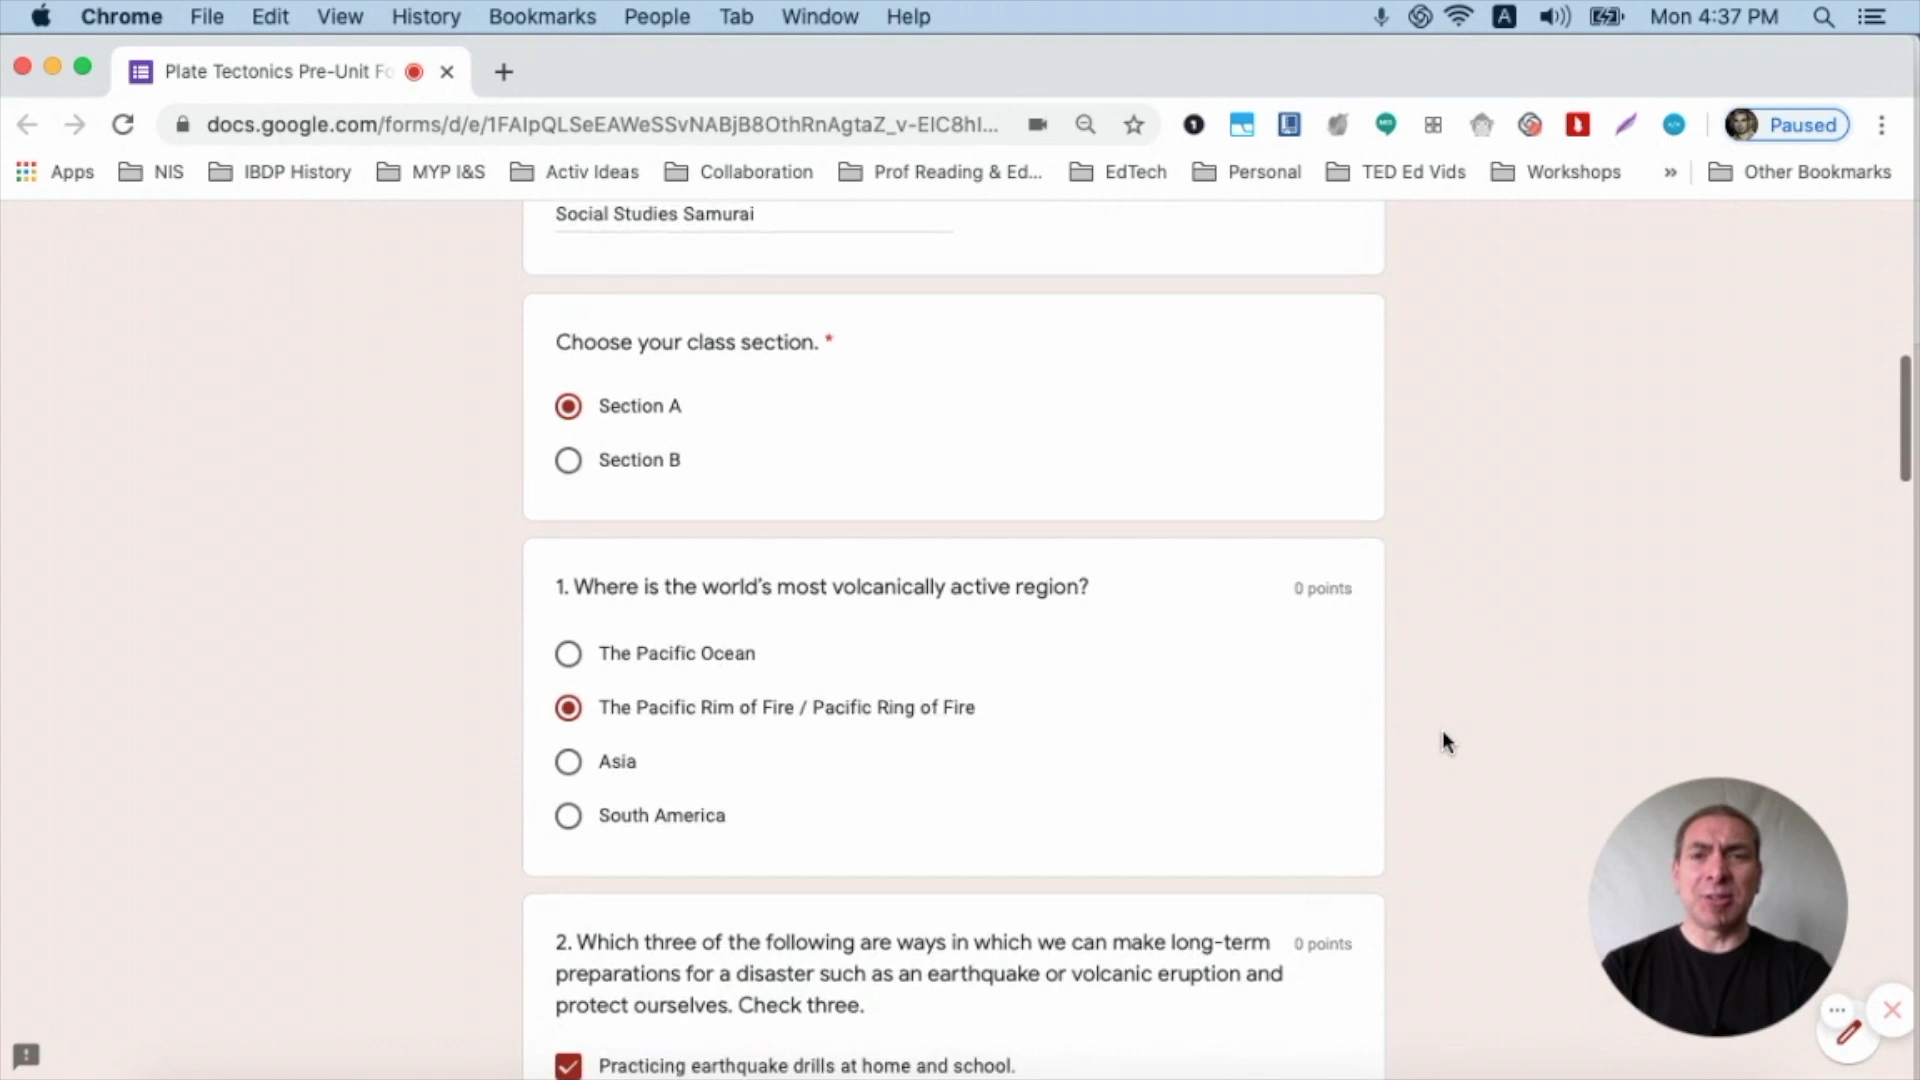 Chrome File Edit View History Bookmarks People Tab Window Help A Mon 4:37 PM
Plate Tectonics Pre-Unit Fo
docs.google.com/forms/d/e/1FAIpQLSeEAWeSSvNABjB8OthRnAgtaZ_v-EIC8hI... Paused
Apps NIS IBDP History MYP I&S Activ Ideas Collaboration Prof Reading & Ed... EdTech Personal TED Ed Vids Workshops » Other Bookmarks
Social Studies Samurai
Choose your class section. *
Section A
Section B
1. Where is the world's most volcanically active region? 0 points
The Pacific Ocean
The Pacific Rim of Fire / Pacific Ring of Fire
Asia
South America
2. Which three of the following are ways in which we can make long-term 0 points
preparations for a disaster such as an earthquake or volcanic eruption and
protect ourselves. Check three.
Practicing earthquake drills at home and school.